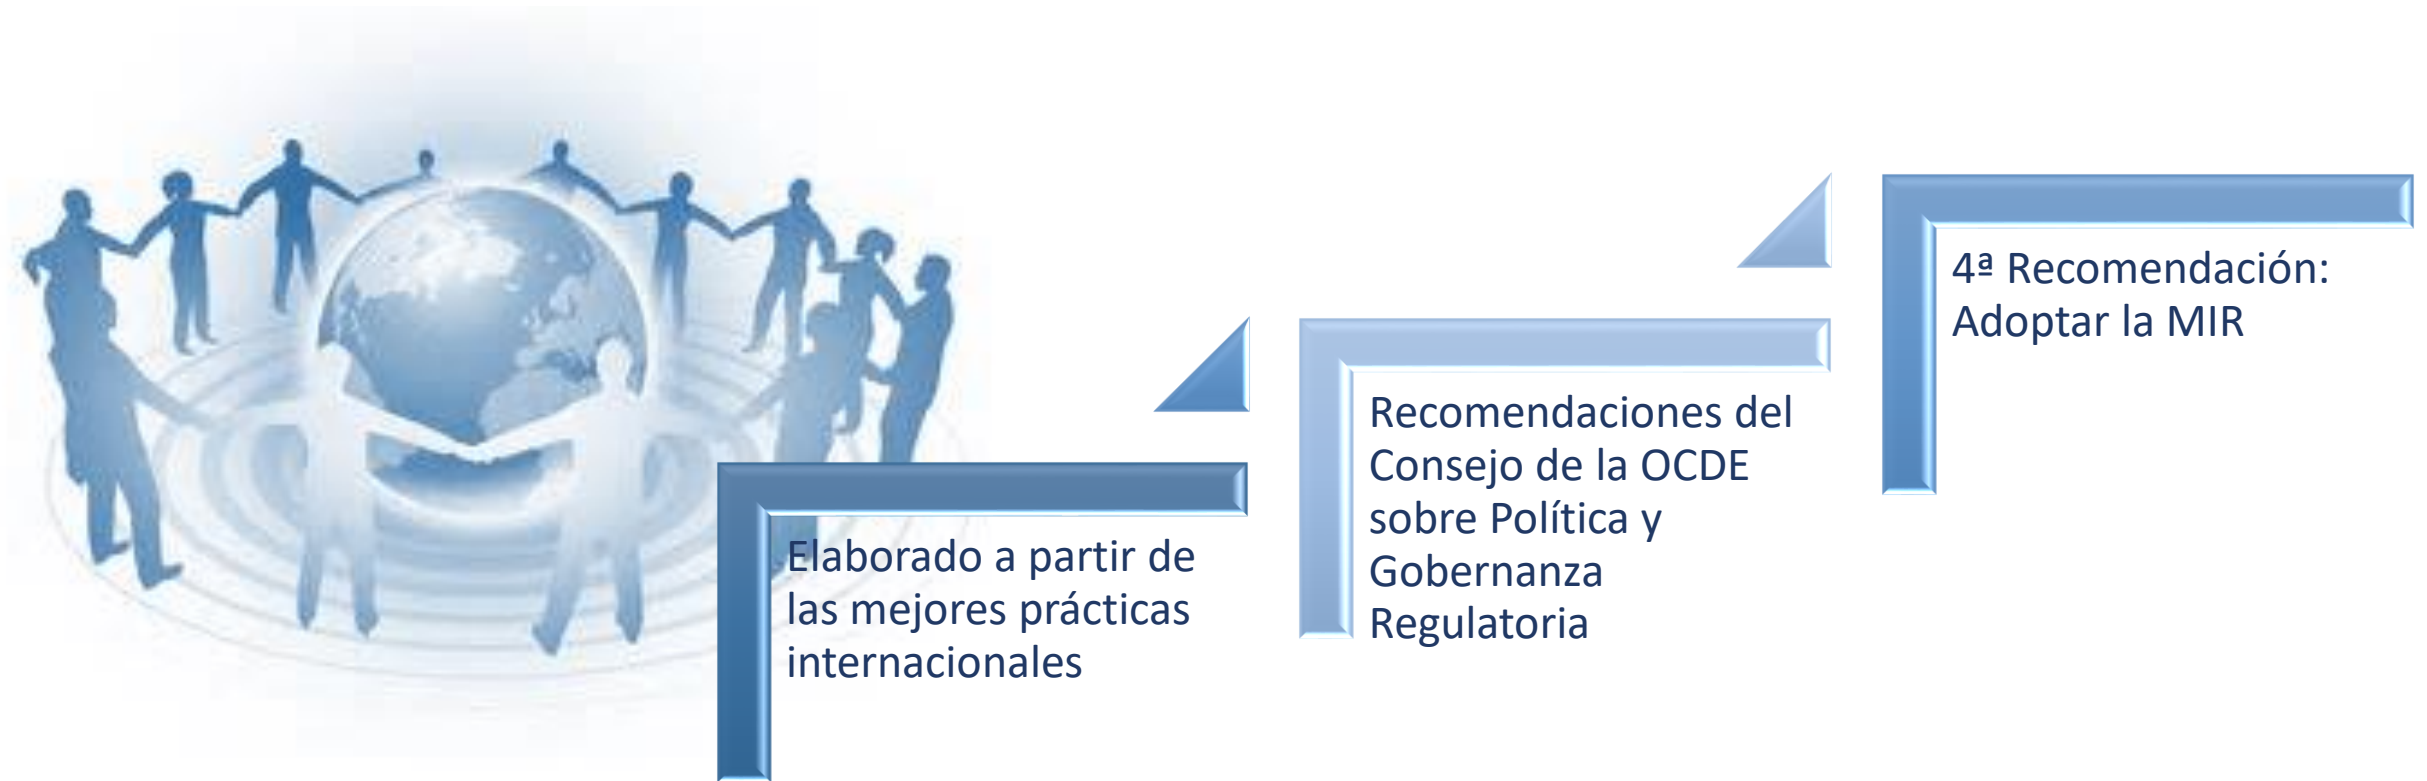 Elaborado a partir de
las mejores prácticas
internacionales
Recomendaciones del
Consejo de la OCDE
sobre Política y
Gobernanza
Regulatoria
4ª Recomendación:
Adoptar la MIR